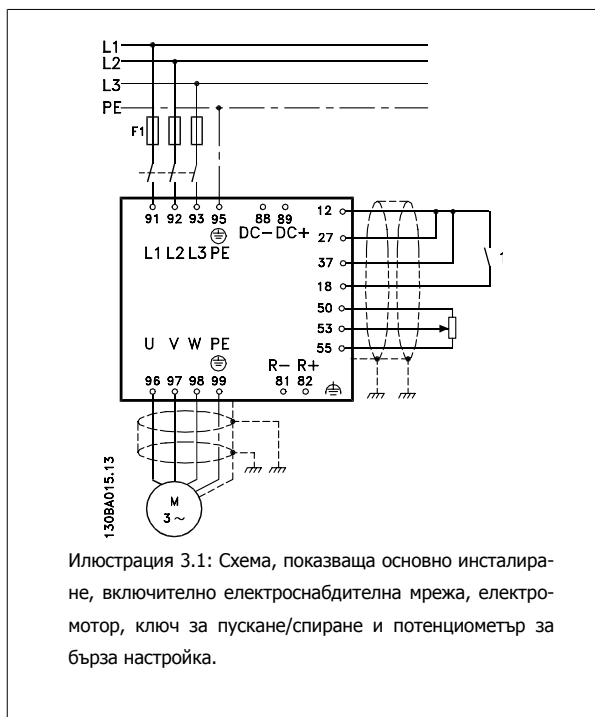 L1
L2
L3
PE
F1
91 92 93 95 88 89
DC- DC+
L1 L2 L3 PE
12
27
37
18
50
53
55
U V W PE
R- R+
96 97 98 99 81 82
M
3 ~
130BA015.13
Илюстрация 3.1: Схема, показваща основно инсталира-
не, включително електроснабдителна мрежа, електро-
мотор, ключ за пускане/спиране и потенциометър за
бърза настройка.